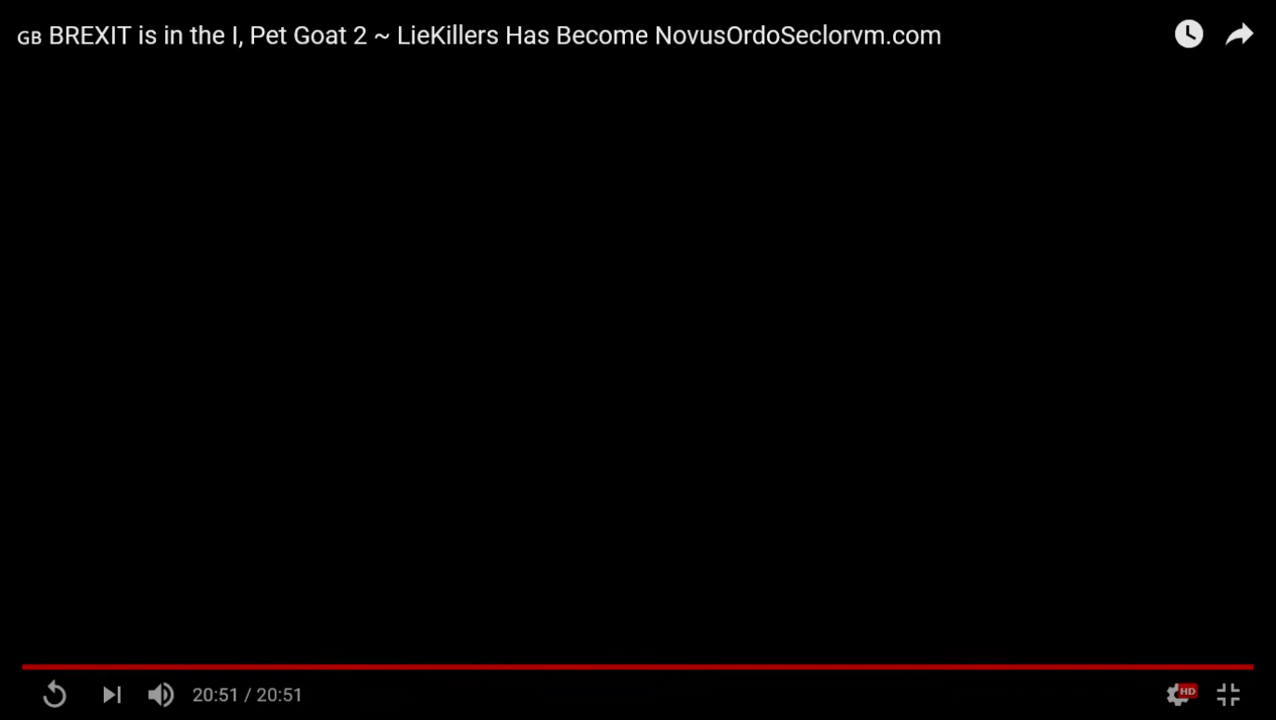 GB BREXIT is in the I, Pet Goat 2 ~ LieKillers Has Become NovusOrdoSeclorvm.com
20:51 / 20:51
HD